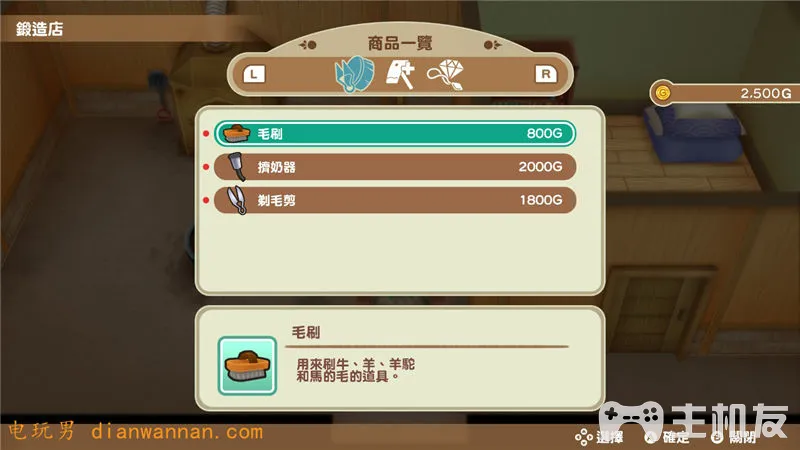 鍛造店
商品一覽
L
R
2,500G
毛刷 800G
擠奶器 2000G
剃毛剪 1800G
毛刷
用來刷牛、羊、羊駝
和馬的毛的道具。
电玩男 dianwannan.com
主机友
選擇 A 確定 B 關閉